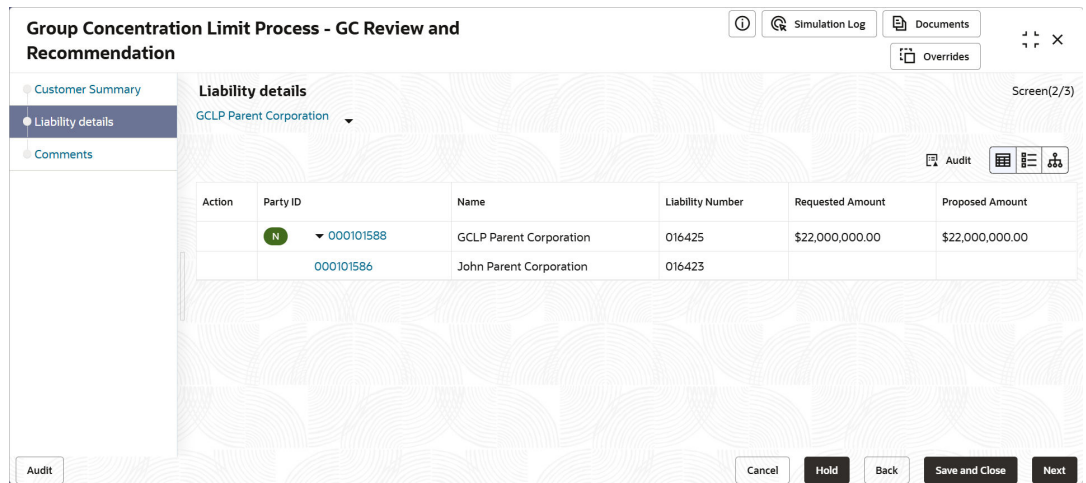 Group Concentration Limit Process - GC Review and
Recommendation
Simulation Log
Documents
Overrides
Customer Summary
Liability details
Comments
Liability details
Screen(2/3)
GCLP Parent Corporation
Audit
Action Party ID Name Liability Number Requested Amount Proposed Amount
N 000101588 GCLP Parent Corporation 016425 $22,000,000.00 $22,000,000.00
000101586 John Parent Corporation 016423
Audit Cancel Hold Back Save and Close Next